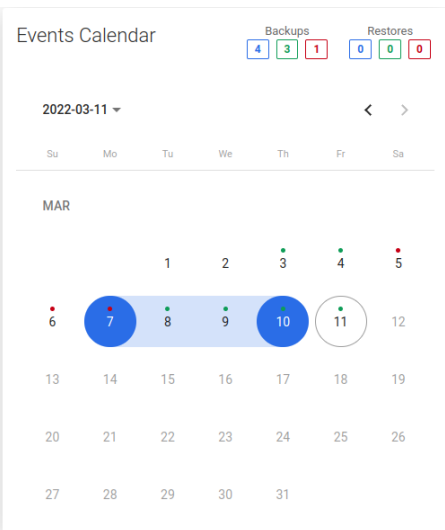 Events Calendar
Backups Restores
4 3 1 0 0 0
2022-03-11
Su Mo Tu We Th Fr Sa
MAR
1 2 3 4 5
6 7 8 9 10 11 12
13 14 15 16 17 18 19
20 21 22 23 24 25 26
27 28 29 30 31